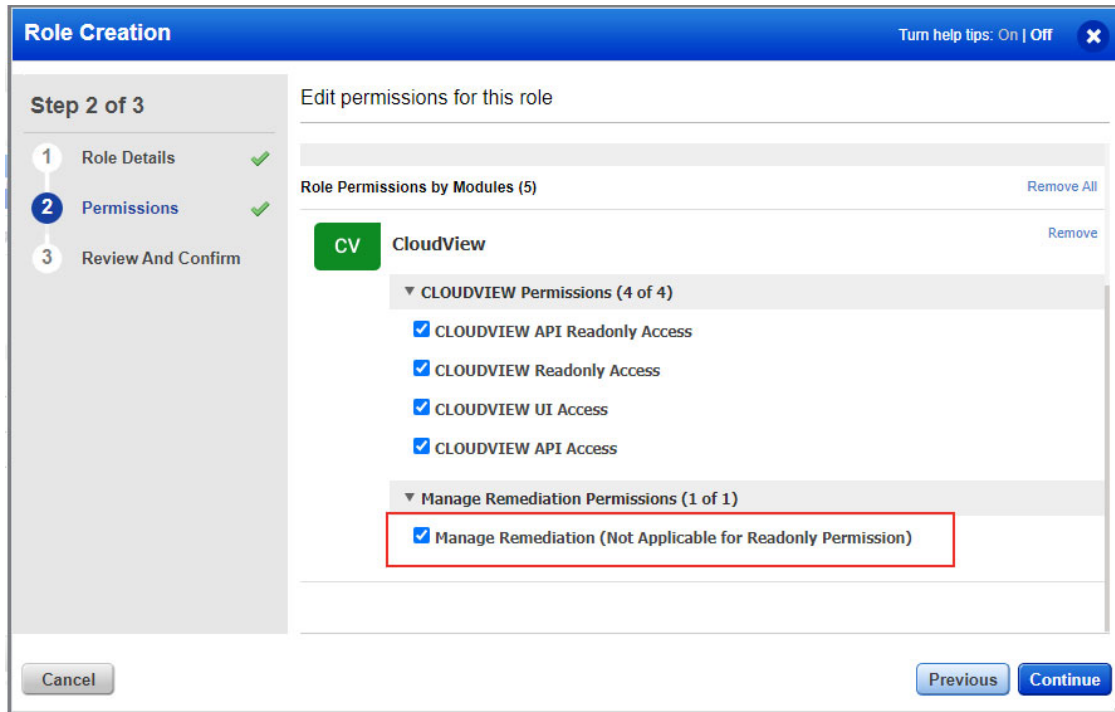 Role Creation
Turn help tips: On | Off
Step 2 of 3
1 Role Details
2 Permissions
3 Review And Confirm
Edit permissions for this role
Role Permissions by Modules (5)
Remove All
CV CloudView
Remove
CLOUDVIEW Permissions (4 of 4)
CLOUDVIEW API Readonly Access
CLOUDVIEW Readonly Access
CLOUDVIEW UI Access
CLOUDVIEW API Access
Manage Remediation Permissions (1 of 1)
Manage Remediation (Not Applicable for Readonly Permission)
Cancel
Previous
Continue